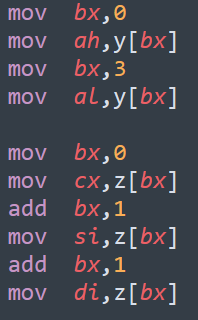 mov bx,0
mov ah,y[bx]
mov bx,3
mov al,y[bx]
mov bx,0
mov cx,z[bx]
add bx,1
mov si,z[bx]
add bx,1
mov di,z[bx]